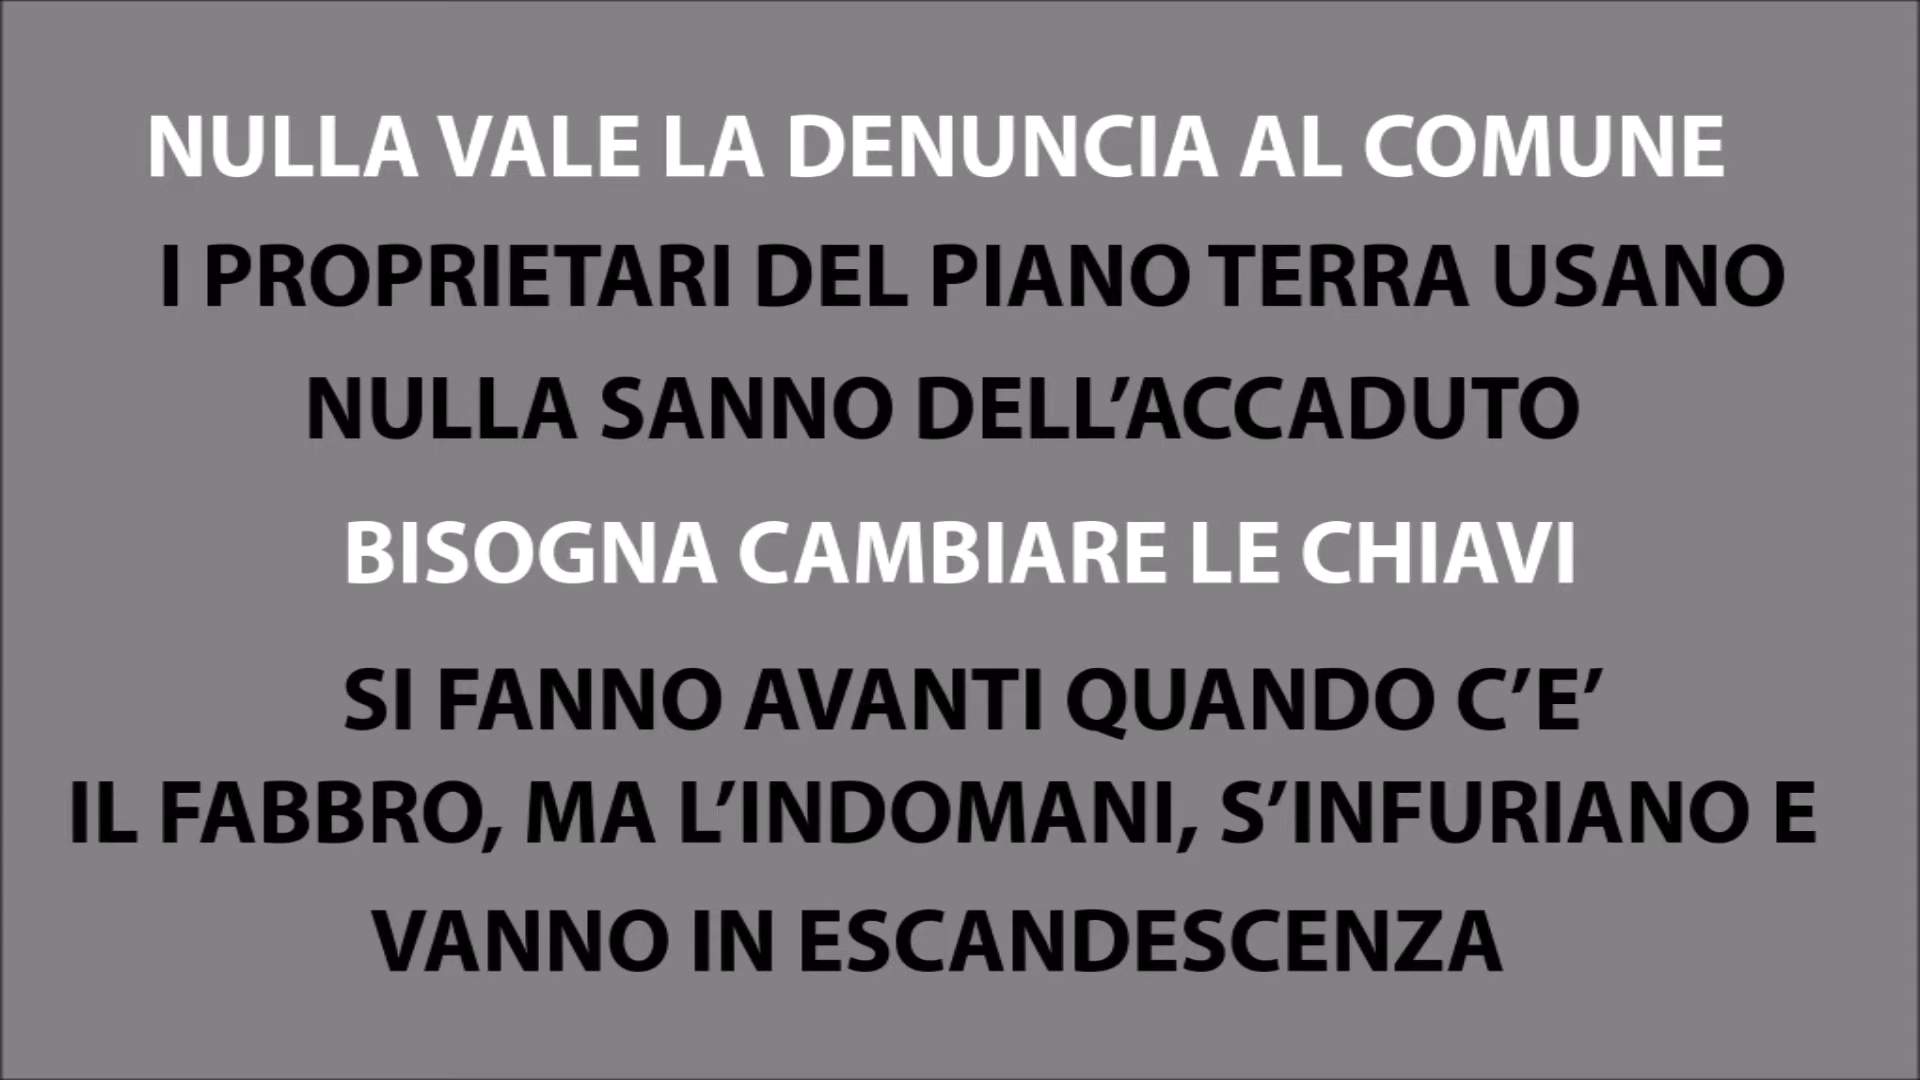 NULLA VALE LA DENUNCIA AL COMUNE
I PROPRIETARI DEL PIANO TERRA USANO
NULLA SANNO DELL’ACCADUTO
BISOGNA CAMBIARE LE CHIAVI
SI FANNO AVANTI QUANDO C’E’
IL FABBRO, MA L’INDOMANI, S’INFURIANO E
VANNO IN ESCANDESCENZA